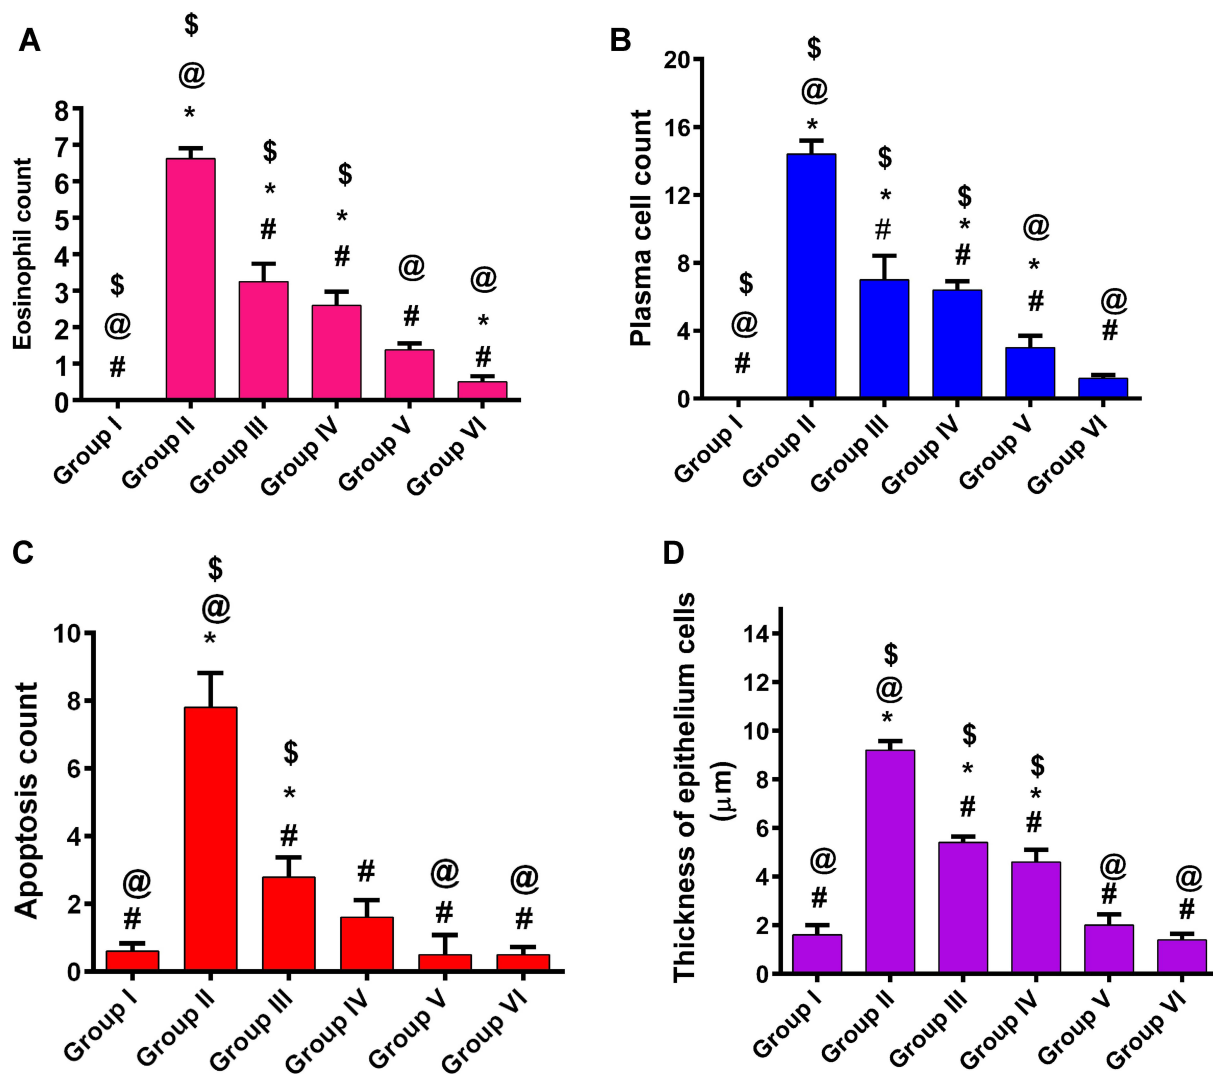 A
Eosinophil count
8
7
6
5
4
3
2
1
0
$
@
#
$
@
*
$
*
#
$
*
#
@
#
@
*
#
Group I
Group II
Group III
Group IV
Group V
Group VI
B
Plasma cell count
20
16
12
8
4
0
$
@
#
$
@
*
$
*
#
$
*
#
@
*
#
@
#
Group I
Group II
Group III
Group IV
Group V
Group VI
C
Apoptosis count
10
8
6
4
2
0
@
#
$
@
*
$
*
#
#
@
#
@
#
Group I
Group II
Group III
Group IV
Group V
Group VI
D
Thickness of epithelium cells
(μm)
14
12
10
8
6
4
2
0
@
#
$
@
*
$
*
#
$
*
#
@
#
@
#
Group I
Group II
Group III
Group IV
Group V
Group VI